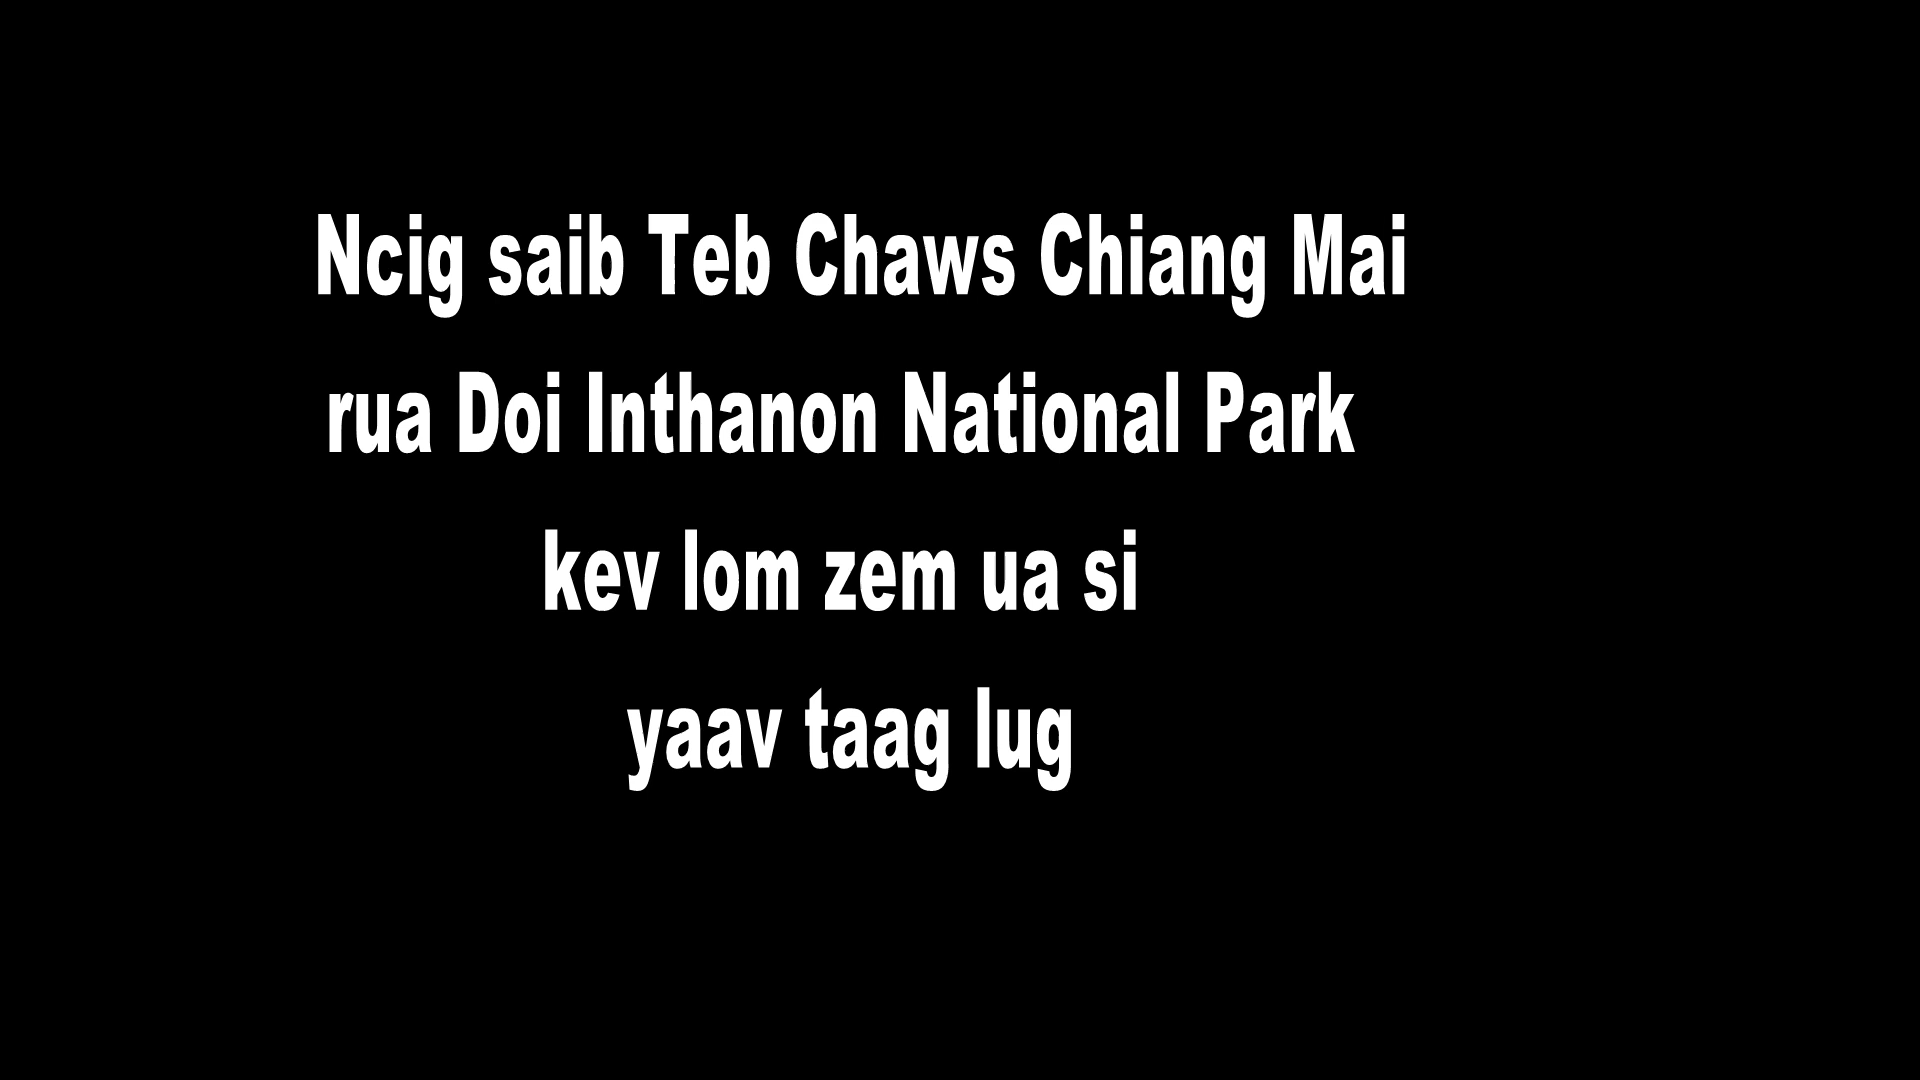 Ncig saib Teb Chaws Chiang Mai
rua Doi Inthanon National Park
kev lom zem ua si
yaav taag lug